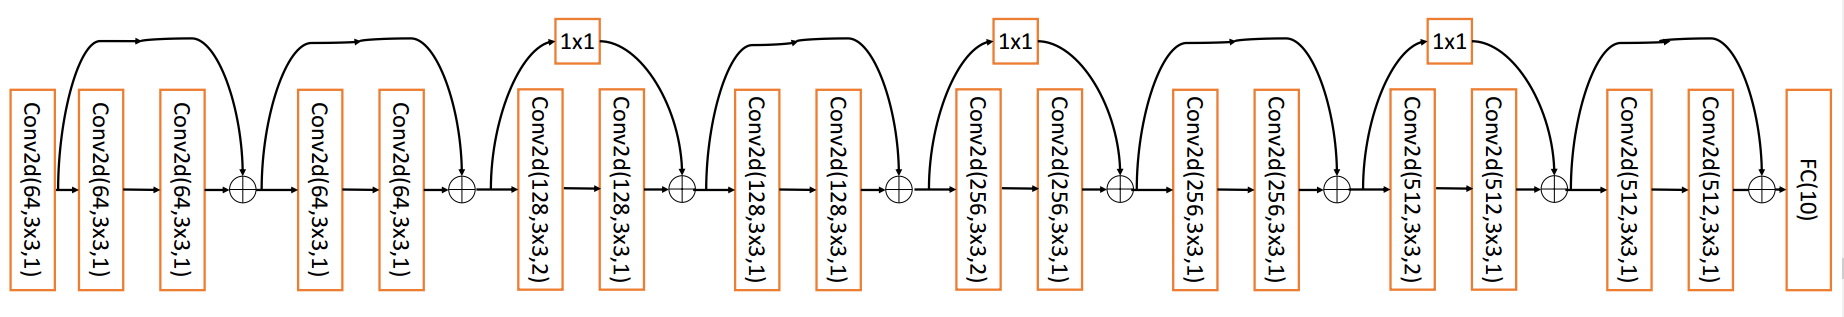 Conv2d(64,3x3,1)
Conv2d(64,3x3,1)
Conv2d(64,3x3,1)
Conv2d(64,3x3,1)
Conv2d(64,3x3,1)
1x1
Conv2d(128,3x3,2)
Conv2d(128,3x3,1)
Conv2d(128,3x3,1)
Conv2d(128,3x3,1)
1x1
Conv2d(256,3x3,2)
Conv2d(256,3x3,1)
Conv2d(256,3x3,1)
Conv2d(256,3x3,1)
1x1
Conv2d(512,3x3,2)
Conv2d(512,3x3,1)
Conv2d(512,3x3,1)
Conv2d(512,3x3,1)
FC(10)